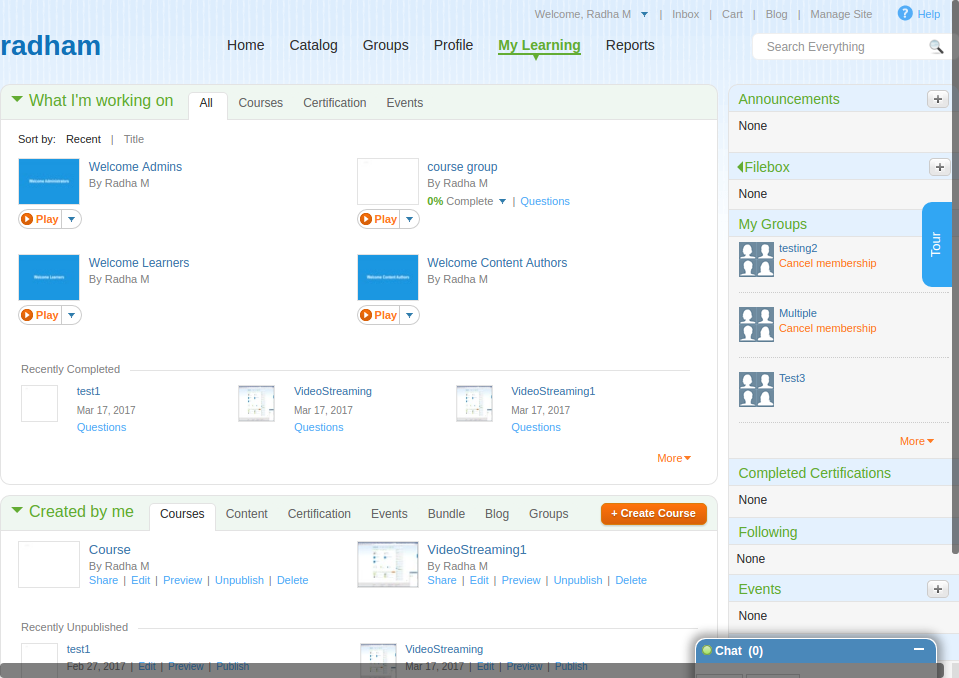 Welcome, Radha M | Inbox | Cart | Blog | Manage Site ? Help
radham
Home Catalog Groups Profile My Learning Reports
Search Everything
What I'm working on All Courses Certification Events
Sort by: Recent | Title
Welcome Administrators
Welcome Admins
By Radha M
Play
course group
By Radha M
0% Complete | Questions
Play
Welcome Learners
Welcome Learners
By Radha M
Play
Welcome Content Authors
Welcome Content Authors
By Radha M
Play
Recently Completed
test1
Mar 17, 2017
Questions
VideoStreaming
Mar 17, 2017
Questions
VideoStreaming1
Mar 17, 2017
Questions
More
Created by me Courses Content Certification Events Bundle Blog Groups + Create Course
Course
By Radha M
Share | Edit | Preview | Unpublish | Delete
VideoStreaming1
By Radha M
Share | Edit | Preview | Unpublish | Delete
Recently Unpublished
test1
Feb 27, 2017 | Edit | Preview | Publish
VideoStreaming
Mar 17, 2017 | Edit | Preview | Publish
Announcements +
None
Filebox +
None
My Groups
testing2
Cancel membership
Multiple
Cancel membership
Test3
More
Tour
Completed Certifications
None
Following
None
Events +
None
Chat (0)